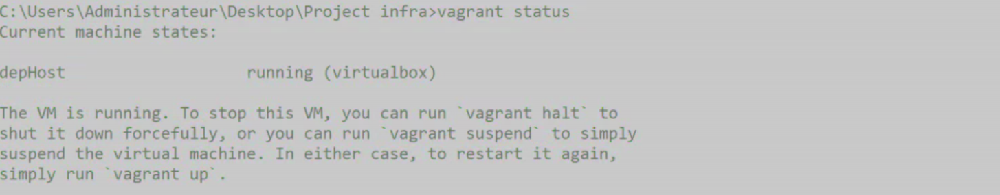 C:\Users\Administrateur\Desktop\Project infra>vagrant status
Current machine states:
depHost                   running (virtualbox)
The VM is running. To stop this VM, you can run `vagrant halt` to
shut it down forcefully, or you can run `vagrant suspend` to simply
suspend the virtual machine. In either case, to restart it again,
simply run `vagrant up`.